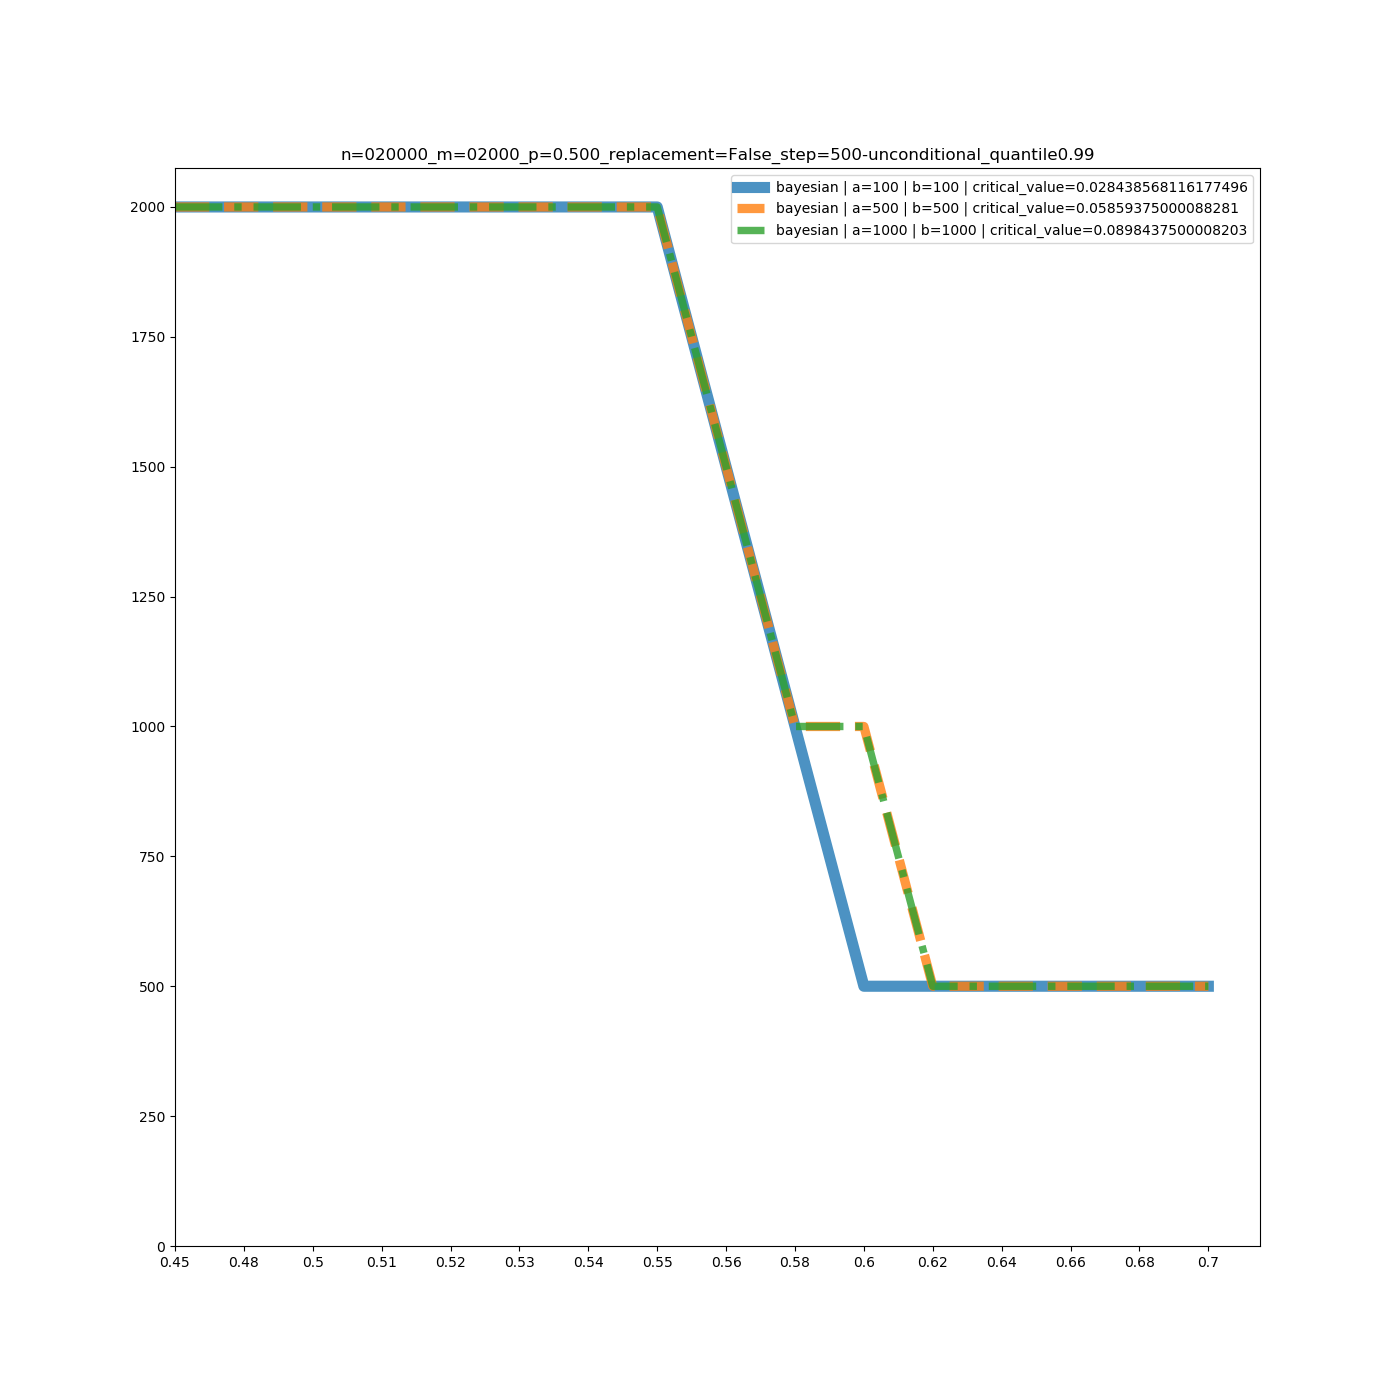 n=020000_m=02000_p=0.500_replacement=False_step=500-unconditional_quantile0.99
bayesian | a=100 | b=100 | critical_value=0.028438568116177496
bayesian | a=500 | b=500 | critical_value=0.05859375000088281
bayesian | a=1000 | b=1000 | critical_value=0.0898437500008203
2000
1750
1500
1250
1000
750
500
250
0
0.45 0.48 0.5 0.51 0.52 0.53 0.54 0.55 0.56 0.58 0.6 0.62 0.64 0.66 0.68 0.7